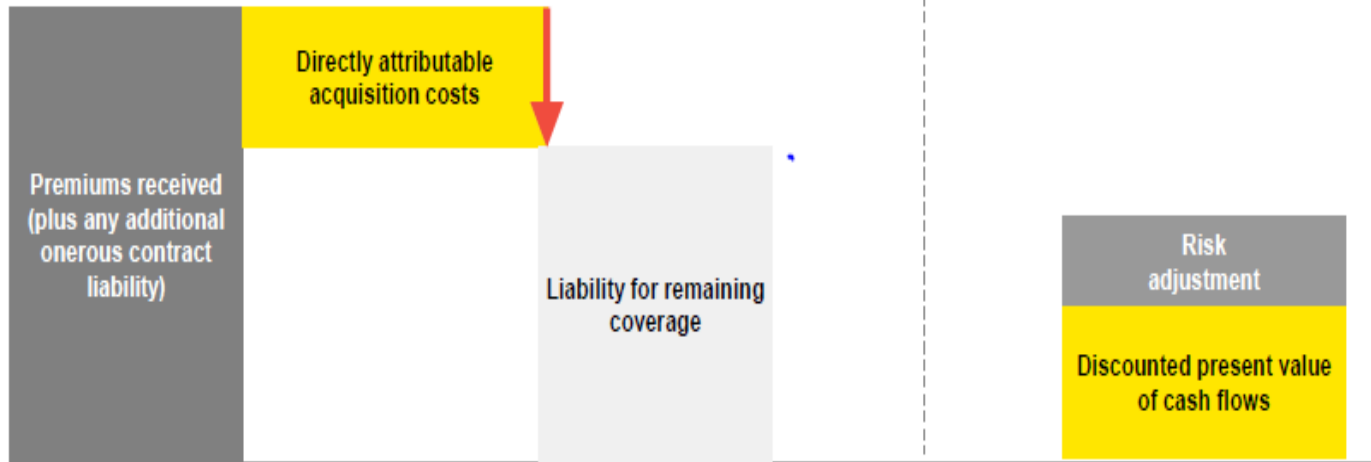 Directly attributable
acquisition costs
Premiums received
(plus any additional
onerous contract
liability)
Liability for remaining
coverage
Risk
adjustment
Discounted present value
of cash flows